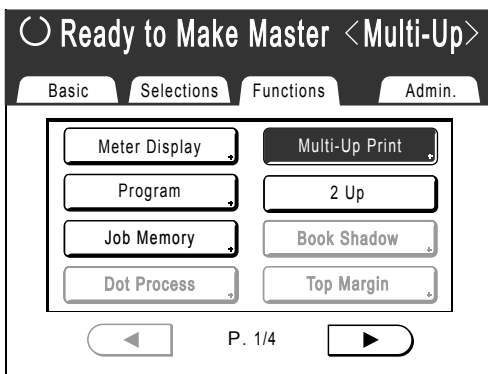 Ready to Make Master <Multi-Up>
Basic Selections Functions Admin.
Meter Display Multi-Up Print
Program 2 Up
Job Memory Book Shadow
Dot Process Top Margin
P. 1/4